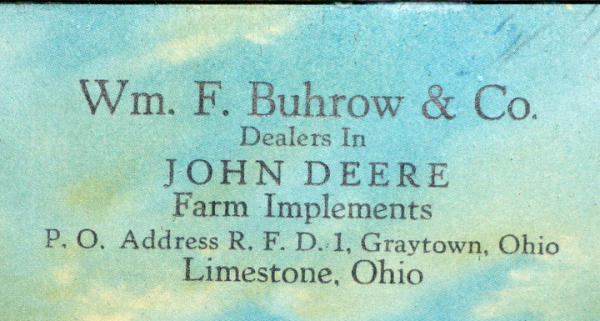 Wm. F. Buhrow & Co.
Dealers In
JOHN DEERE
Farm Implements
P. O. Address R. F. D. 1, Graytown, Ohio
Limestone, Ohio